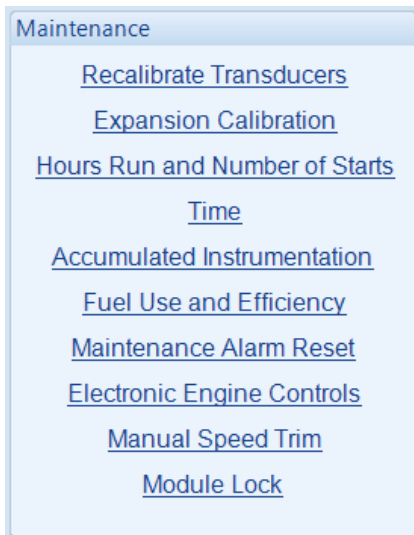 Maintenance
Recalibrate Transducers
Expansion Calibration
Hours Run and Number of Starts
Time
Accumulated Instrumentation
Fuel Use and Efficiency
Maintenance Alarm Reset
Electronic Engine Controls
Manual Speed Trim
Module Lock